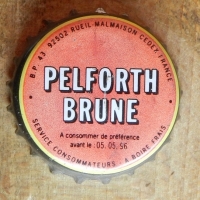 B.P. 43 - 92502 RUEIL-MALMAISON CEDEX FRANCE
PELFORTH
BRUNE
A consommer de préférence
avant le : 05.05.96
SERVICE CONSOMMATEURS - A BOIRE FRAIS